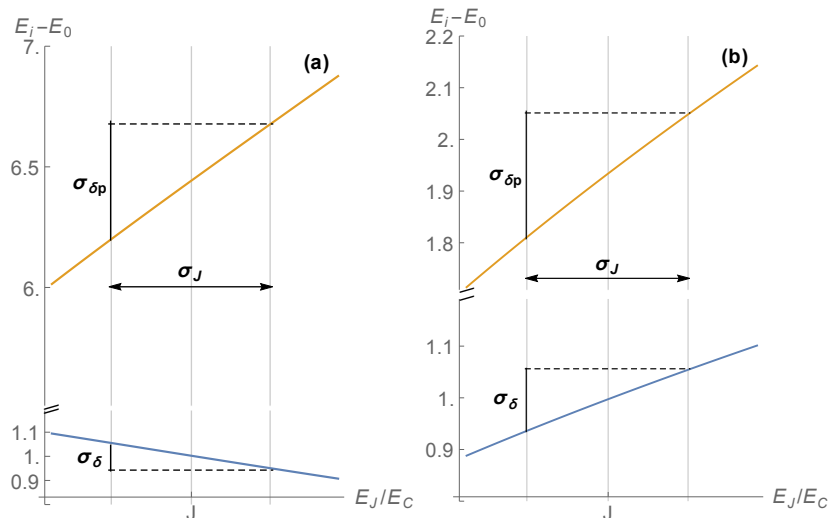 E_i−E_0
7.
(a)
6.5
σ_δp
σ_J
6.
1.1
1.
σ_δ
0.9
J
E_J/E_C
E_i−E_0
2.2
(b)
2.1
2.
σ_δp
1.9
1.8
σ_J
1.1
σ_δ
1.
0.9
J
E_J/E_C